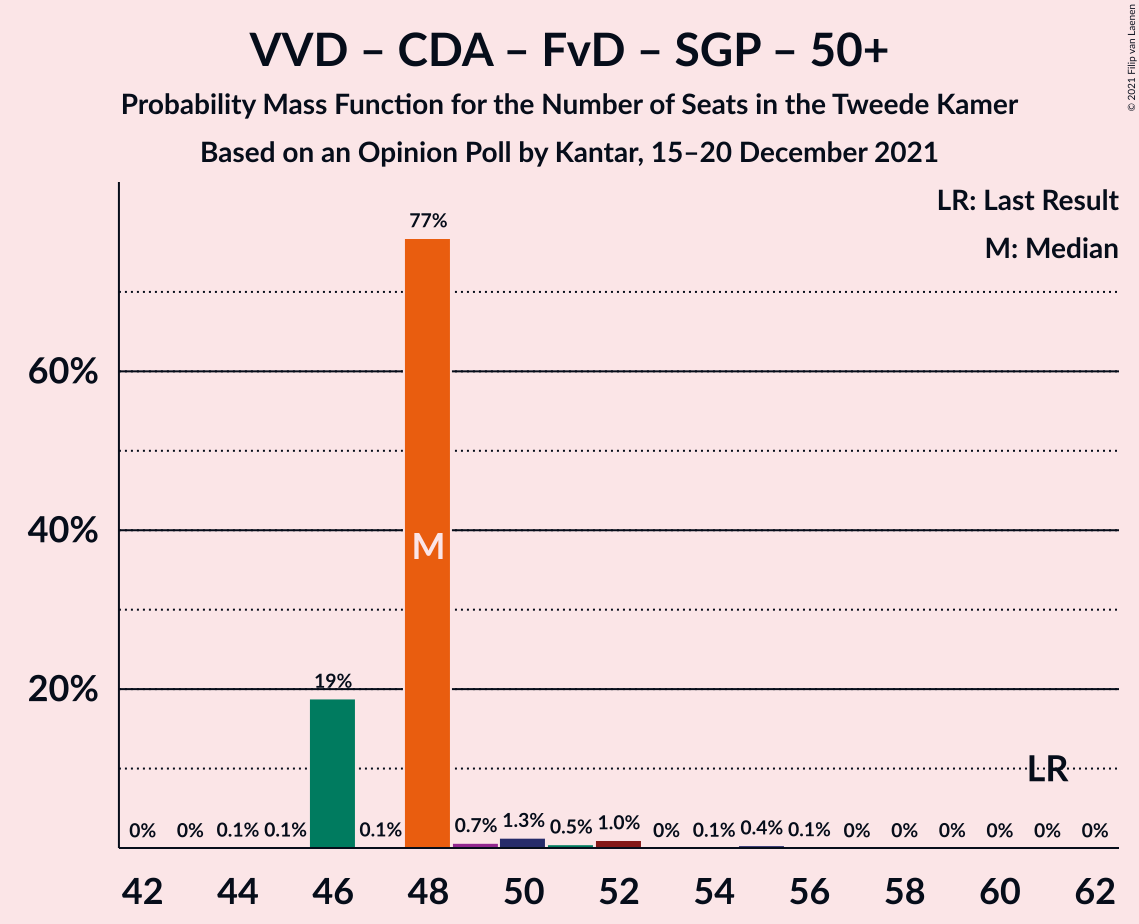 VVD – CDA – FvD – SGP – 50+
Probability Mass Function for the Number of Seats in the Tweede Kamer
Based on an Opinion Poll by Kantar, 15–20 December 2021
© 2021 Filip van Laenen
LR: Last Result
M: Median
77%
60%
40%
M
20%
19%
LR
0% 0% 0.1% 0.1% 0.1% 0.7% 1.3% 0.5% 1.0% 0% 0.1% 0.4% 0.1% 0% 0% 0% 0% 0% 0%
42 44 46 48 50 52 54 56 58 60 62